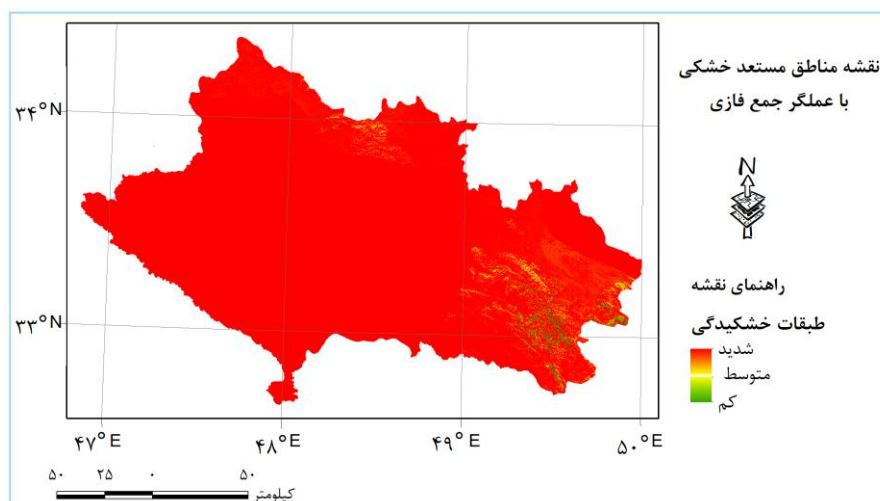 نقشه مناطق مستعد خشکی
با عملگر جمع فازی
N
راهنمای نقشه
طبقات خشکیدگی
شدید
متوسط
کم
۳۴°N
۳۳°N
۴۷°E
۴۸°E
۴۹°E
۵۰°E
۵۰ ۲۵ ۰ ۵۰
کیلومتر